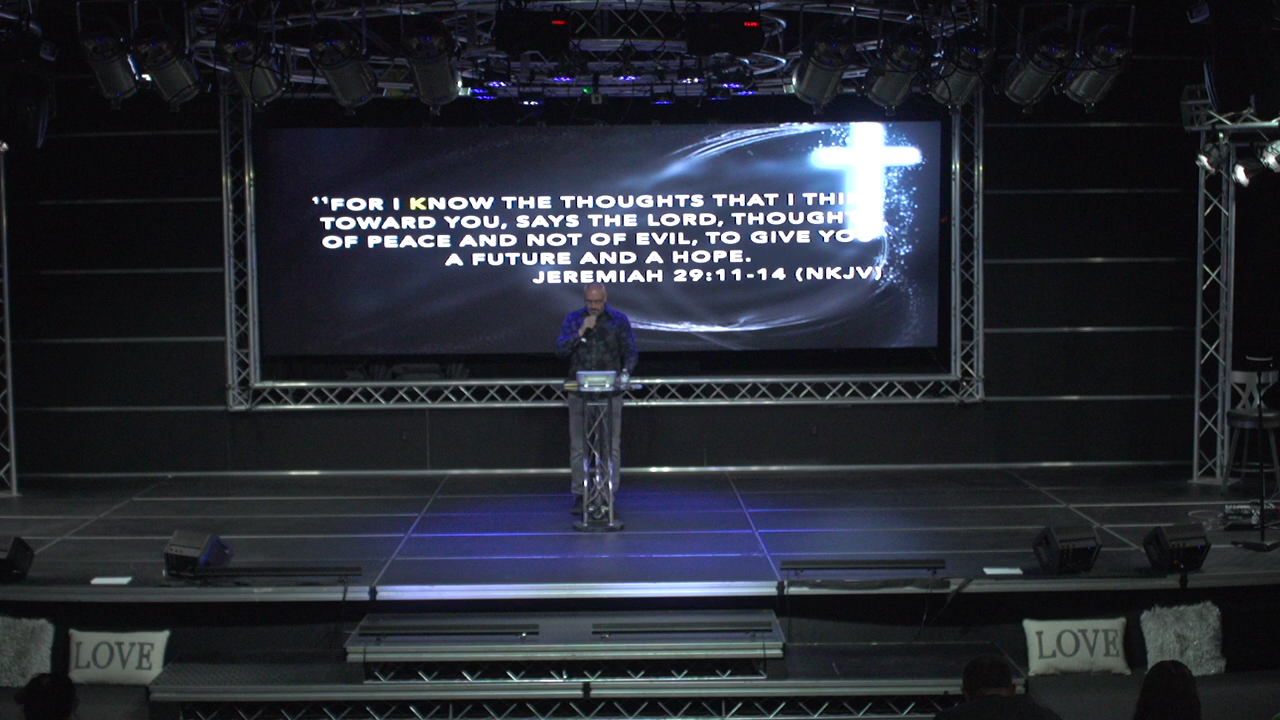 "FOR I KNOW THE THOUGHTS THAT I
TOWARD YOU, SAYS THE LORD,
OF PEACE AND NOT OF EVIL, TO GIVE
A FUTURE AND A HOPE.
JEREMIAH 29:11-14 (NKJV)
LOVE
LOVE